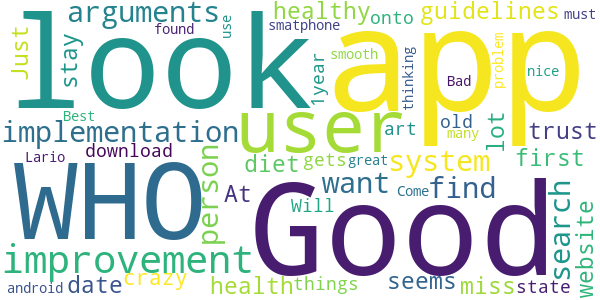 look
app
Good
WHO
user
improvement
implementation
arguments
healthy
guidelines
onto
must
smatphone
found
use
Just
stay
1year
smooth
thinking
problem
nice
Bad
many
old
art
lot
trust
Best
Lario
download
diet
gets
great
system
first
person
At
want
Come
find
Will
search
website
seems
miss
state
health
things
android
date
crazy